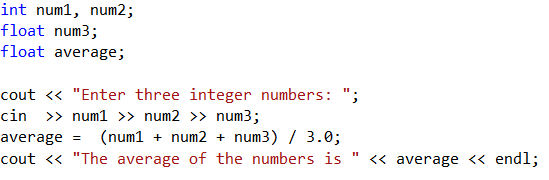 int num1, num2;
float num3;
float average;
cout << "Enter three integer numbers: ";
cin  >> num1 >> num2 >> num3;
average =  (num1 + num2 + num3) / 3.0;
cout << "The average of the numbers is " << average << endl;